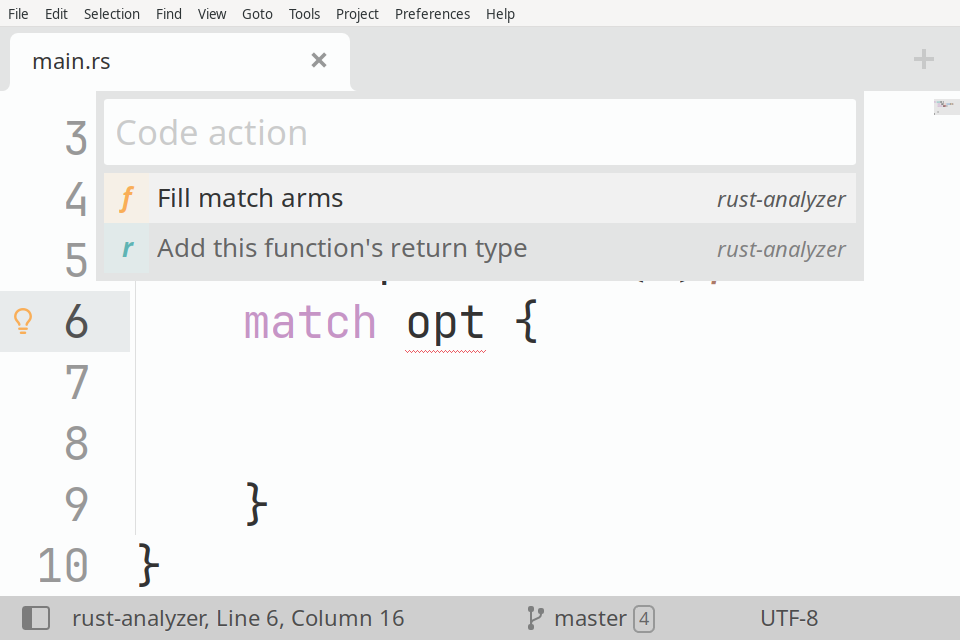 File Edit Selection Find View Goto Tools Project Preferences Help
main.rs
Code action
3
f Fill match arms rust-analyzer
4
r Add this function's return type rust-analyzer
5
6 match opt {
7
8
9 }
10 }
rust-analyzer, Line 6, Column 16 master 4 UTF-8